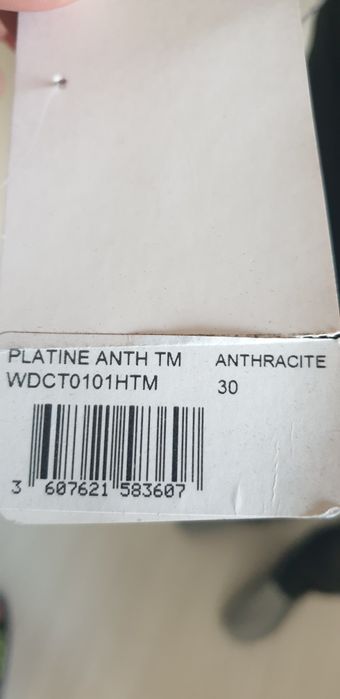 PLATINE ANTH TM ANTHRACITE
WDCT0101HTM 30
3 607621 583607